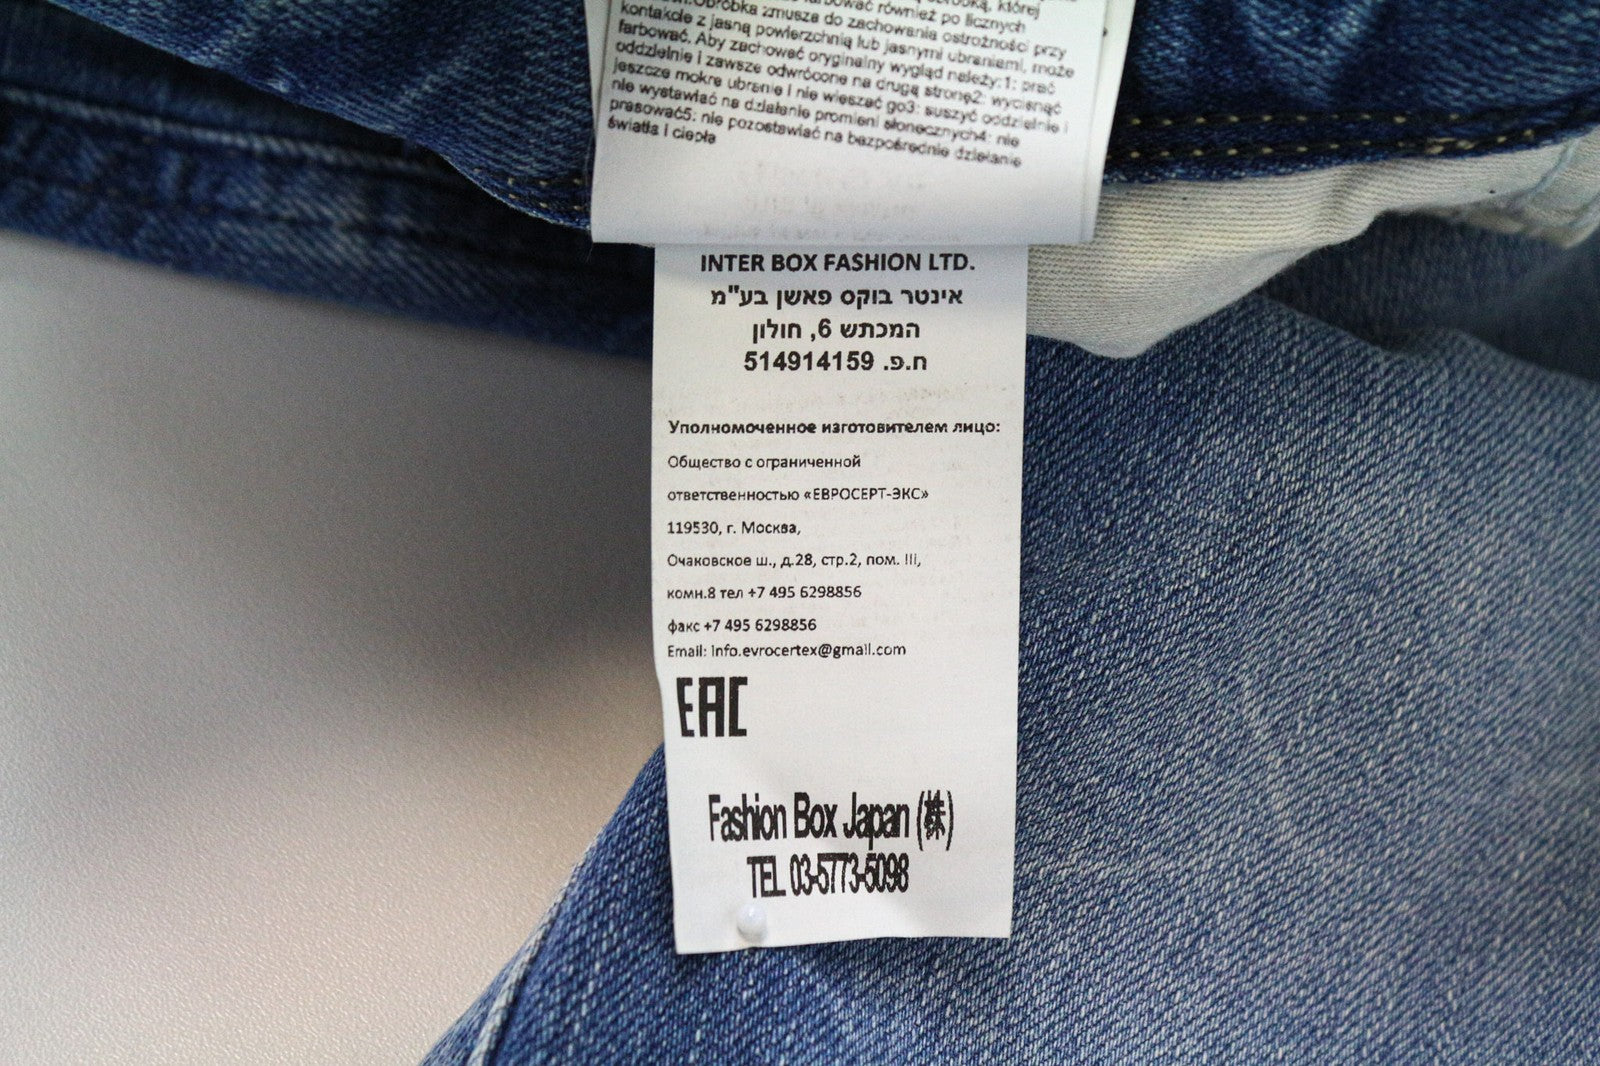 obróbką, której
farbować również po licznych
Obróbka zmusza do zachowania ostrożności przy
kontakcie z jasną powierzchnią lub jasnymi ubraniami, może
farbować. Aby zachować oryginalny wygląd należy:1: prać
oddzielnie i zawsze odwrócone na drugą stronę2: wycisnąć
jeszcze mokre ubranie i nie wieszać go3: suszyć oddzielnie i
nie wystawiać na działanie promieni słonecznych4: nie
prasować5: nie pozostawiać na bezpośrednie działanie
światła i ciepła
INTER BOX FASHION LTD.
אינטר בוקס פאשן בע"מ
המכתש 6, חולון
ח.פ. 514914159
Уполномоченное изготовителем лицо:
Общество с ограниченной
ответственностью «ЕВРОСЕРТ-ЭКС»
119530, г. Москва,
Очаковское ш., д.28, стр.2, пом. III,
комн.8 тел +7 495 6298856
факс +7 495 6298856
Email: Info.evrocertex@gmail.com
EAC
Fashion Box Japan (株)
TEL 03-5773-5098